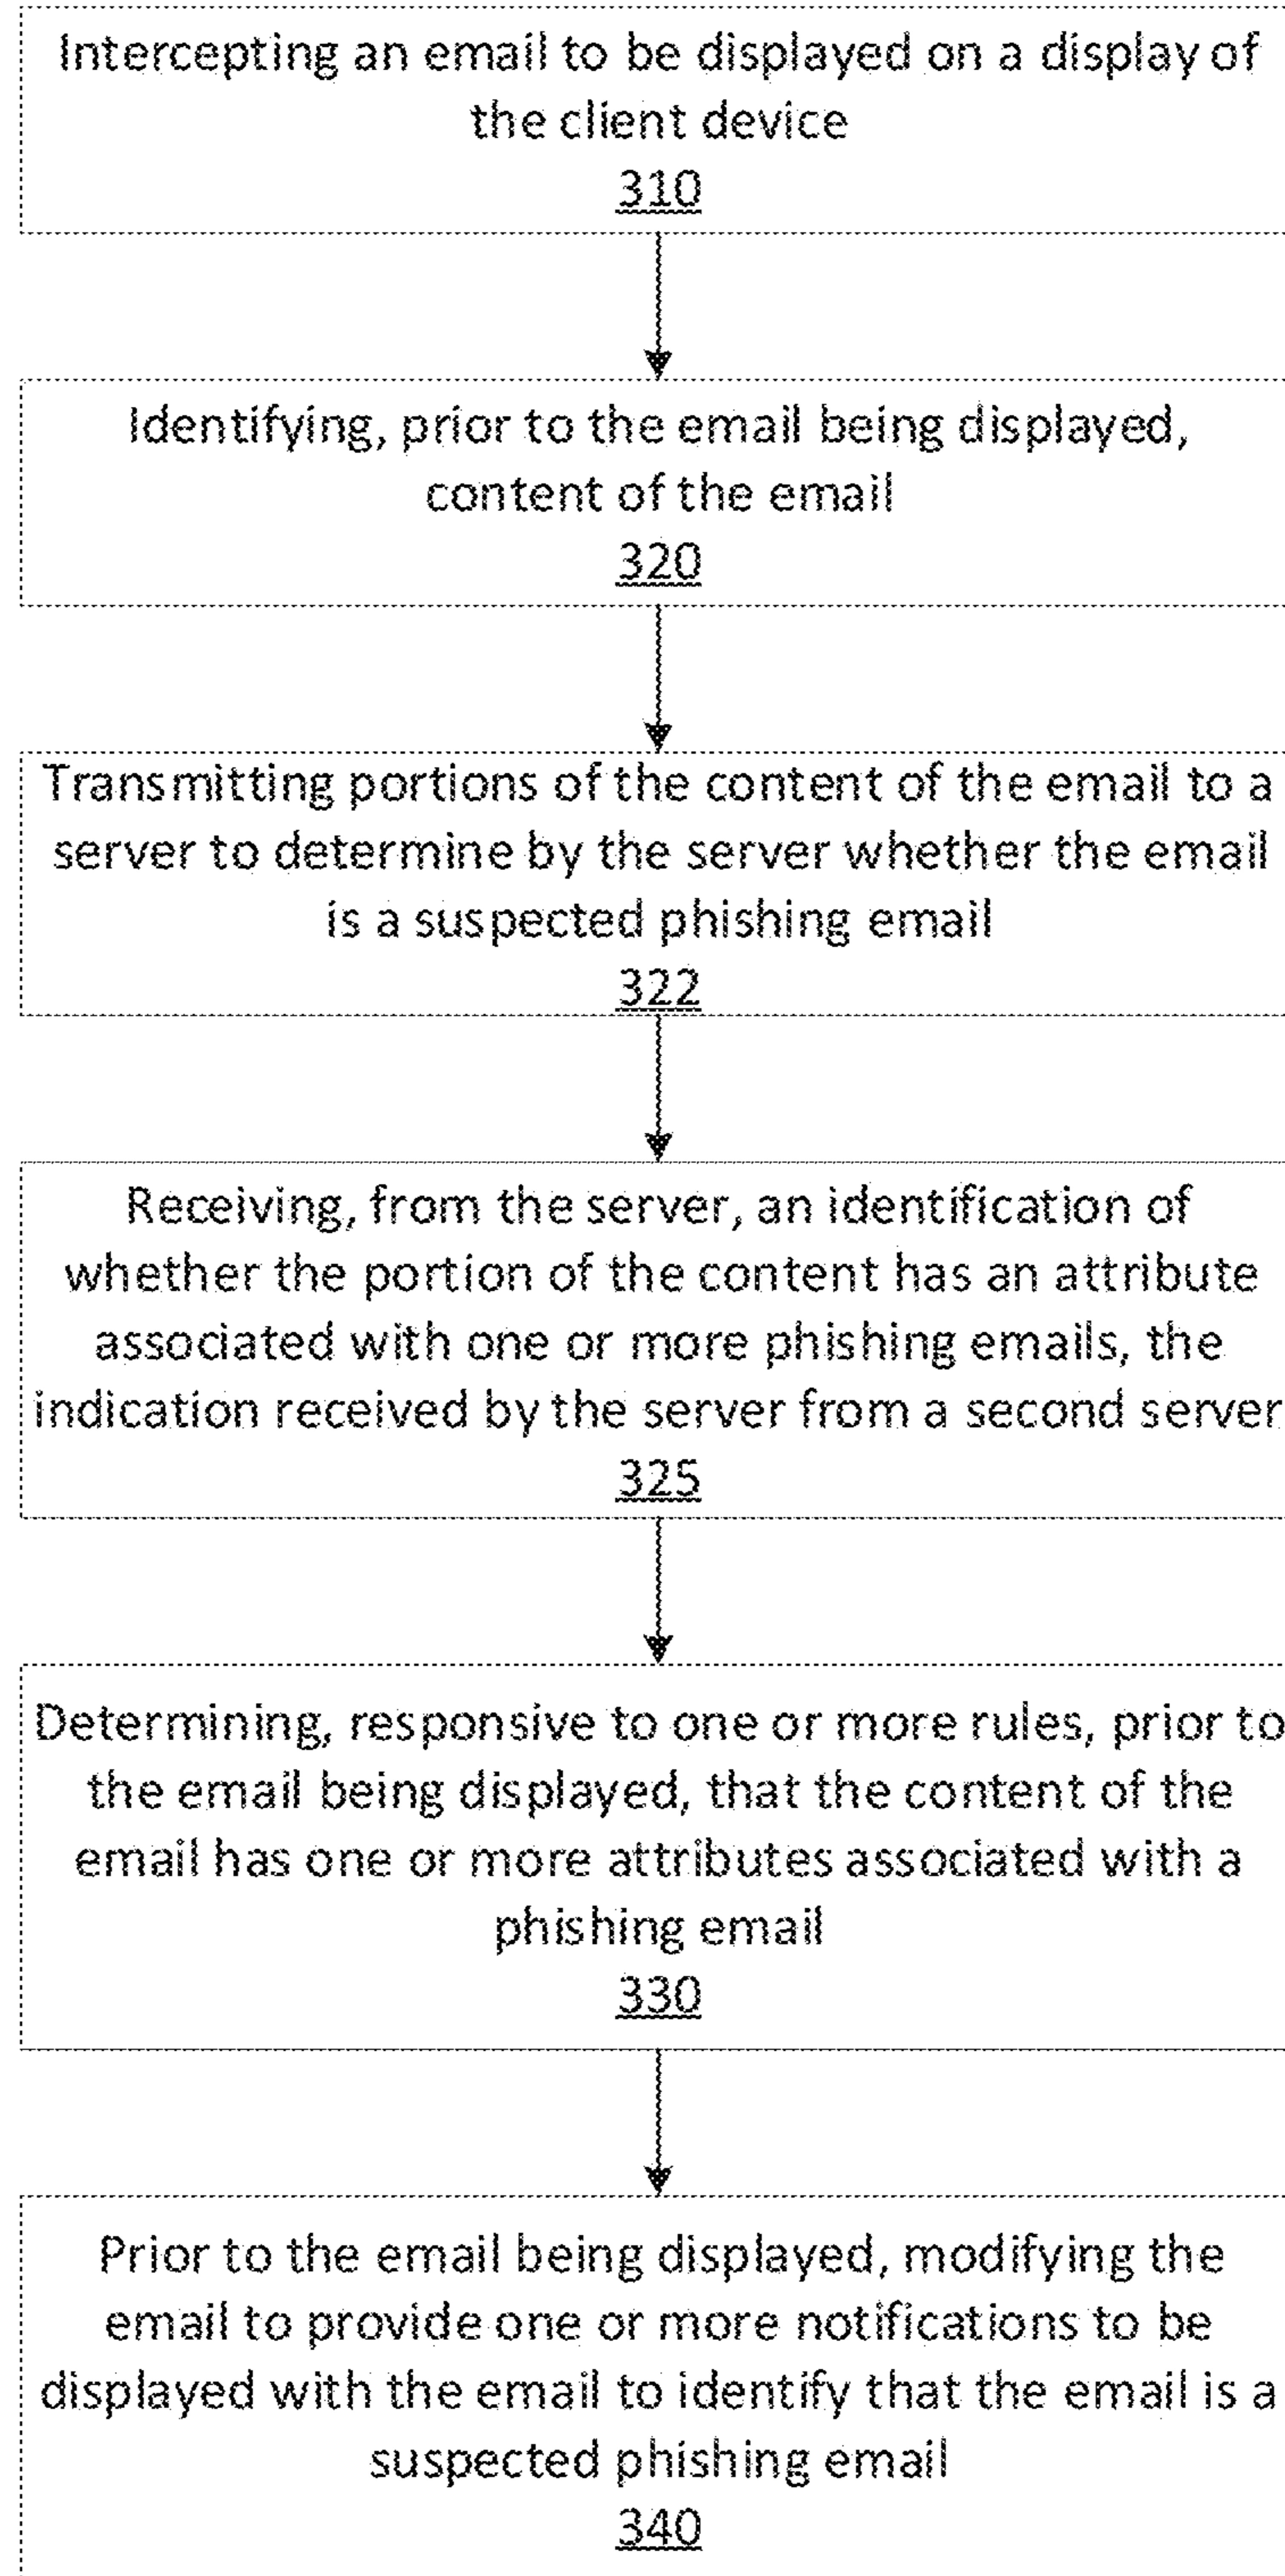 Intercepting an email to be displayed on a display of
the client device
310
Identifying, prior to the email being displayed,
content of the email
320
Transmitting portions of the content of the email to a
server to determine by the server whether the email
is a suspected phishing email
322
Receiving, from the server, an identification of
whether the portion of the content has an attribute
associated with one or more phishing emails, the
indication received by the server from a second server
325
Determining, responsive to one or more rules, prior to
the email being displayed, that the content of the
email has one or more attributes associated with a
phishing email
330
Prior to the email being displayed, modifying the
email to provide one or more notifications to be
displayed with the email to identify that the email is a
suspected phishing email
340